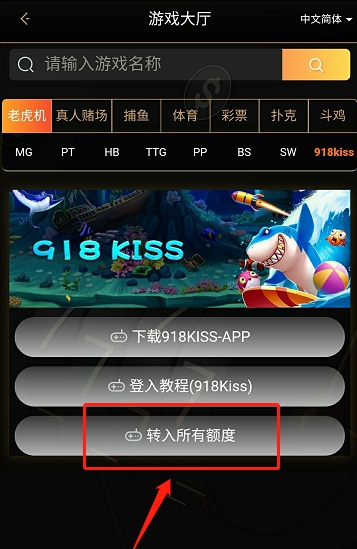 游戏大厅 中文简体
请输入游戏名称
老虎机 真人赌场 捕鱼 体育 彩票 扑克 斗鸡
MG PT HB TTG PP BS SW 918kiss
918 KISS
下载918KISS-APP
登入教程(918Kiss)
转入所有额度